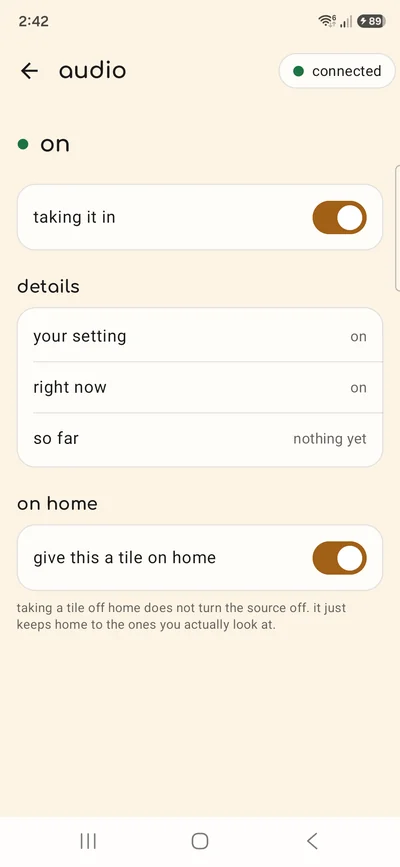 2:42
89
audio
connected
on
taking it in
details
your setting
on
right now
on
so far
nothing yet
on home
give this a tile on home
taking a tile off home does not turn the source off. it just
keeps home to the ones you actually look at.